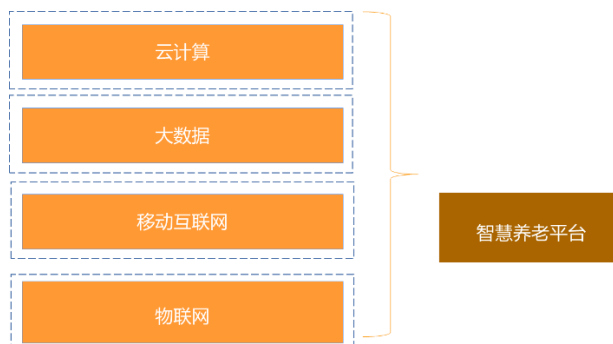 云计算
大数据
移动互联网
智慧养老平台
物联网